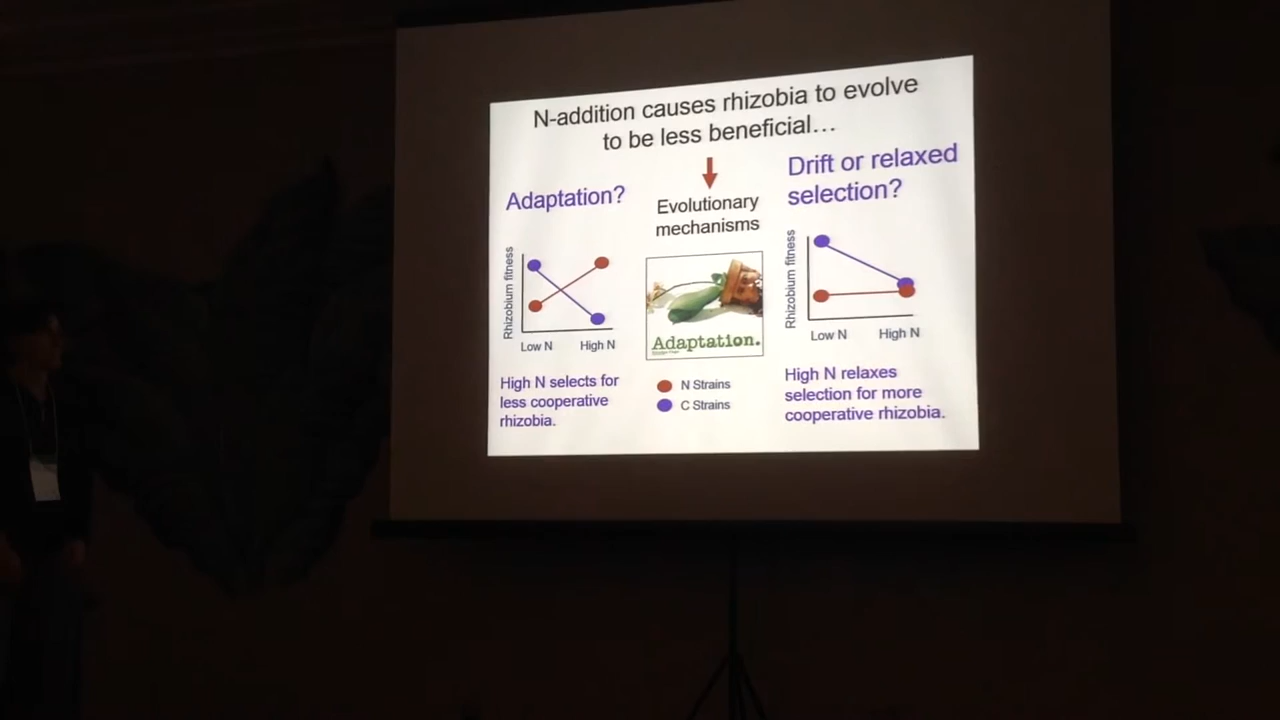 N-addition causes rhizobia to evolve
to be less beneficial…
Adaptation?
Rhizobium fitness
Low N
High N
High N selects for
less cooperative
rhizobia.
Evolutionary
mechanisms
Adaptation.
N Strains
C Strains
Drift or relaxed
selection?
Rhizobium fitness
Low N
High N
High N relaxes
selection for more
cooperative rhizobia.